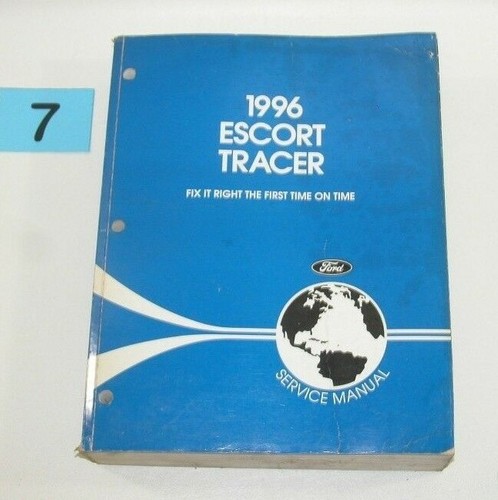 7
1996
ESCORT
TRACER
FIX IT RIGHT THE FIRST TIME ON TIME
Ford
SERVICE MANUAL